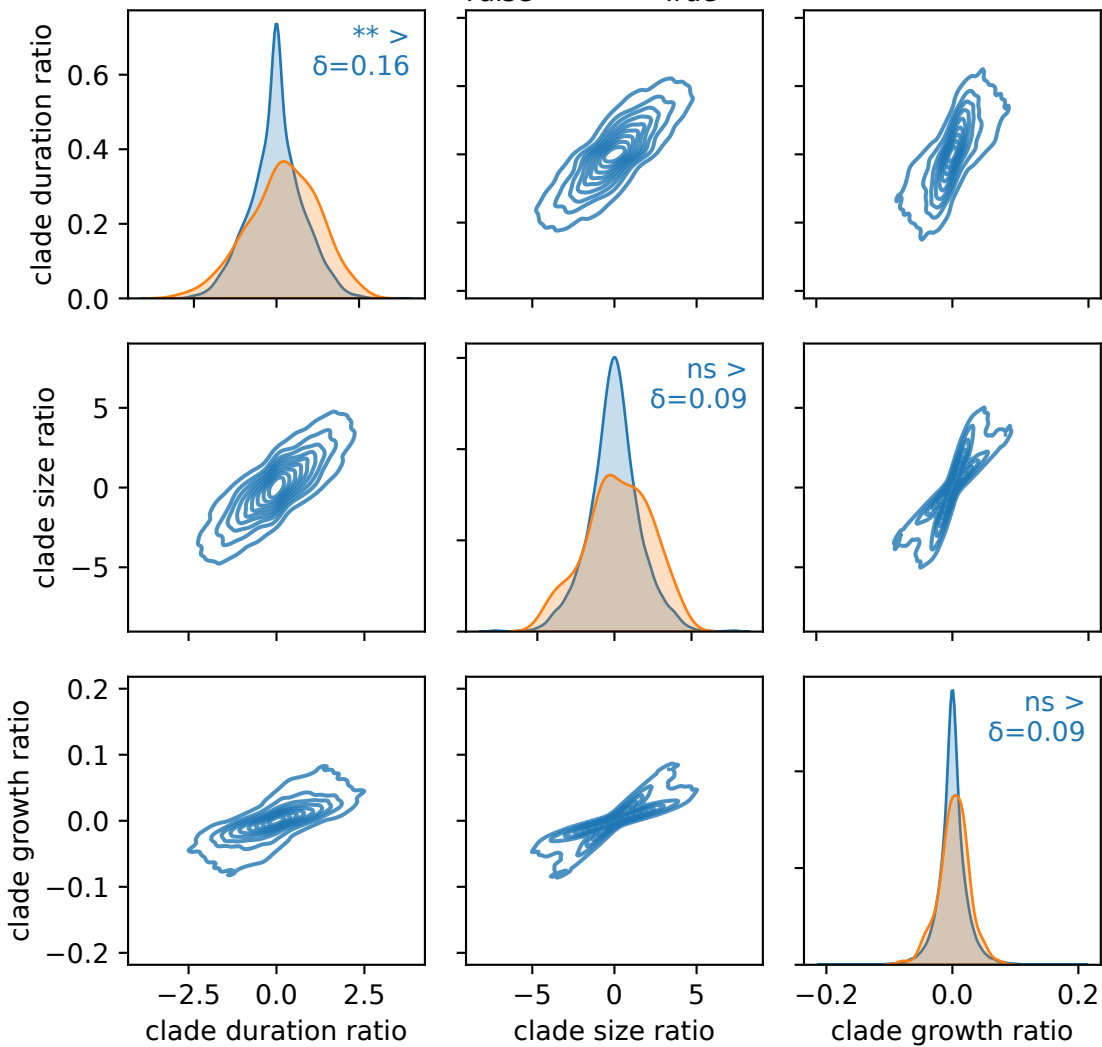 clade duration ratio
0.6
0.4
0.2
0.0
** >
δ=0.16
clade size ratio
5
0
−5
ns >
δ=0.09
clade growth ratio
0.2
0.1
0.0
−0.1
−0.2
ns >
δ=0.09
−2.5 0.0 2.5
−5 0 5
−0.2 0.0 0.2
clade duration ratio
clade size ratio
clade growth ratio